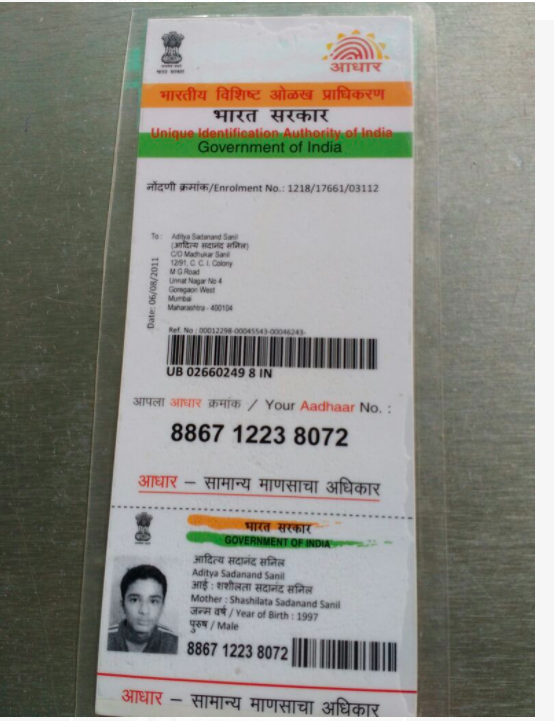 भारत सरकार
आधार
भारतीय विशिष्ट ओळख प्राधिकरण
भारत सरकार
Unique Identification Authority of India
Government of India
नोंदणी क्रमांक/Enrolment No.: 1218/17661/03112
To:
Aditya Sadanand Sanil
(आदित्य सदानंद सनिल)
C/O Madhukar Sanil
12/91, C. C. I. Colony
M G Road
Unnat Nagar No 4
Goregaon West
Mumbai
Maharashtra - 400104
Date: 06/08/2011
Ref. No : 00012298-00045543-00046243-
UB 02660249 8 IN
आपला आधार क्रमांक / Your Aadhaar No. :
8867 1223 8072
आधार – सामान्य माणसाचा अधिकार
भारत सरकार
GOVERNMENT OF INDIA
आदित्य सदानंद सनिल
Aditya Sadanand Sanil
आई : शशीलता सदानंद सनिल
Mother : Shashilata Sadanand Sanil
जन्म वर्ष / Year of Birth : 1997
पुरुष / Male
8867 1223 8072
आधार – सामान्य माणसाचा अधिकार